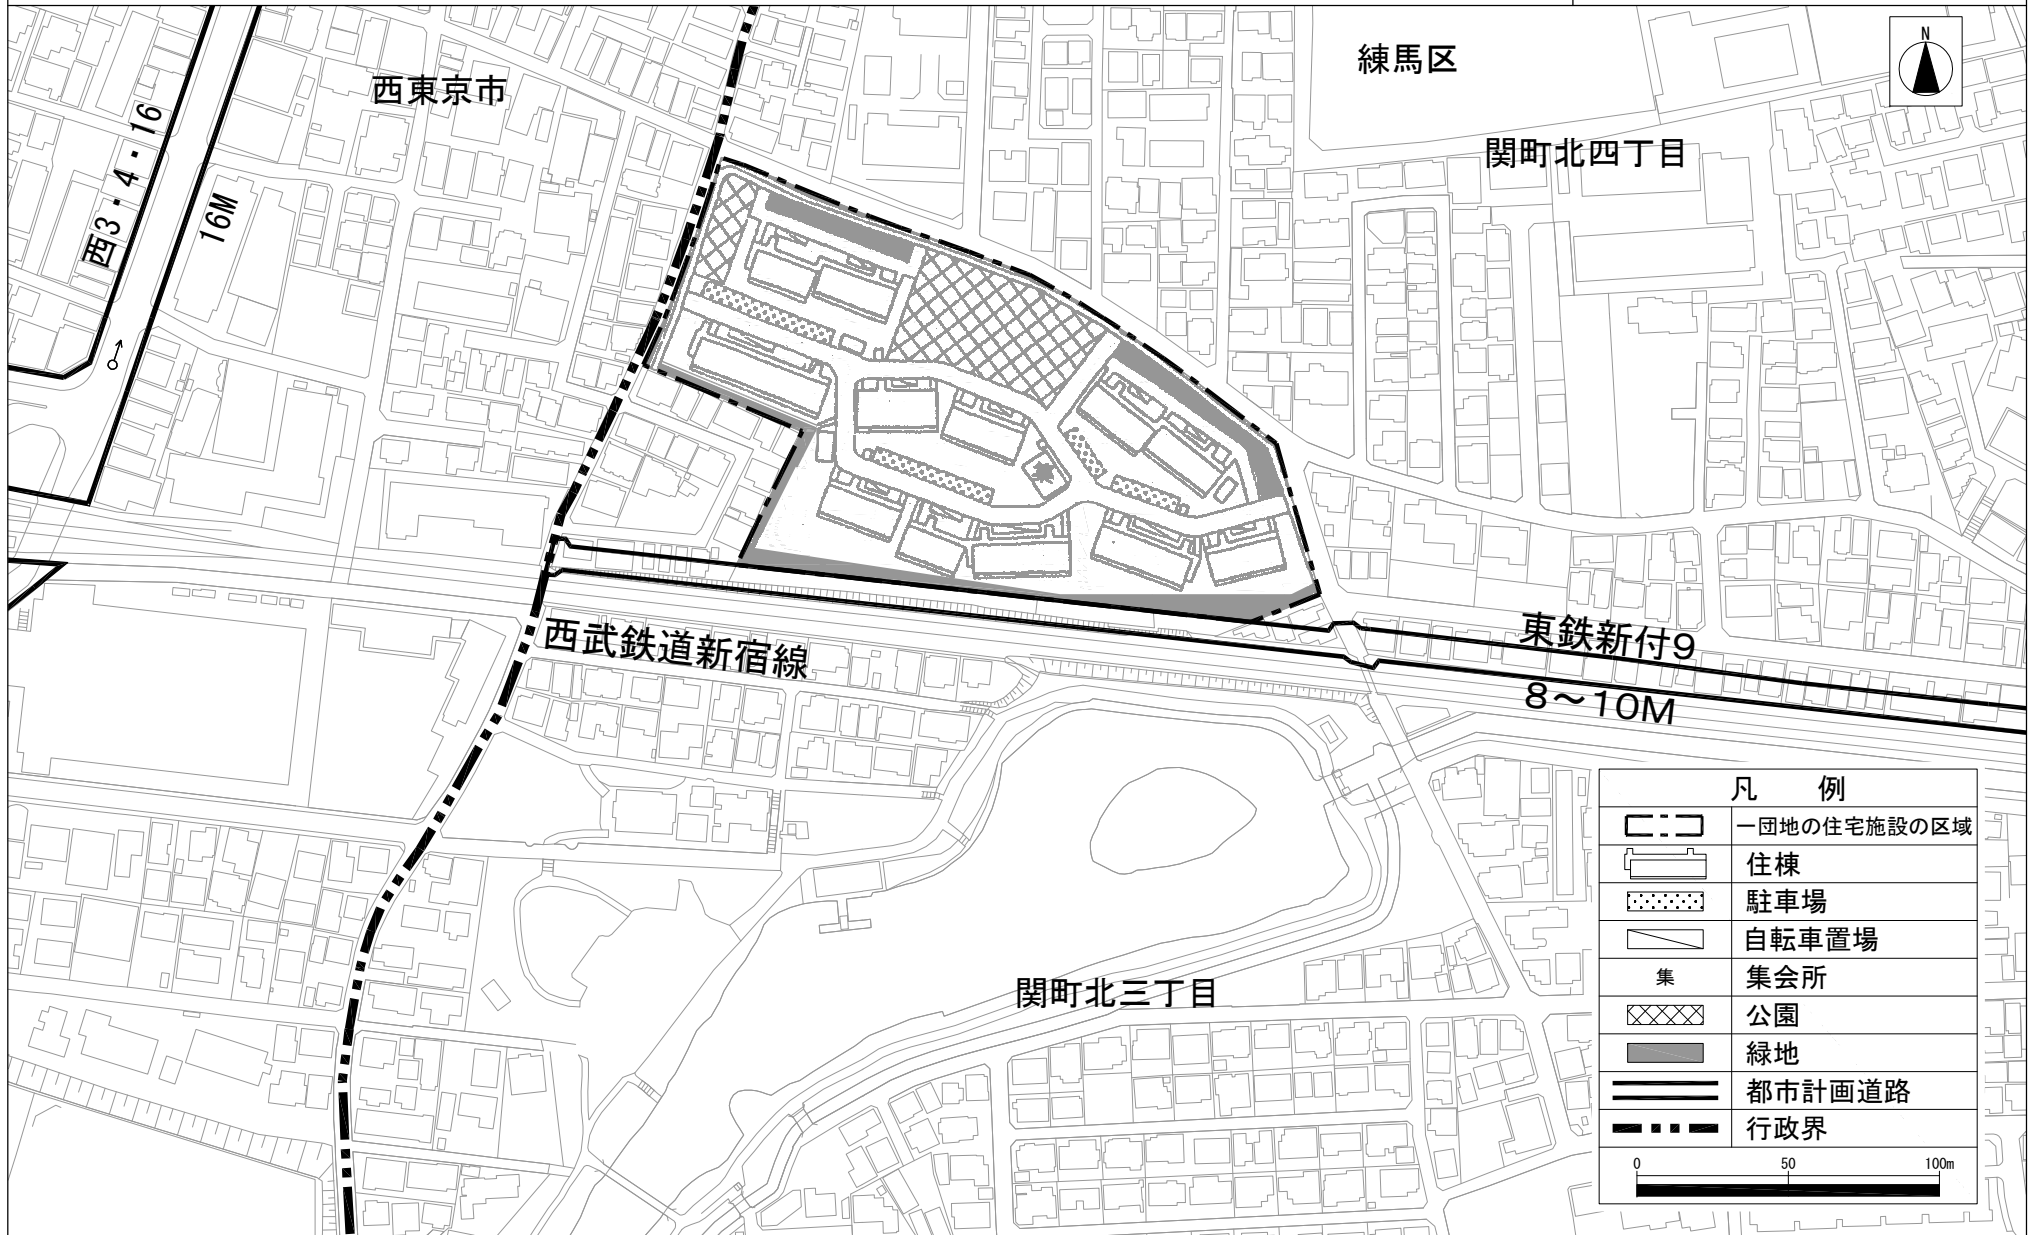 N
練馬区
西東京市
関町北四丁目
西3・4・16
16M
西武鉄道新宿線
東鉄新付9
8～10M
関町北三丁目
凡　例
一団地の住宅施設の区域
住棟
駐車場
自転車置場
集 集会所
公園
緑地
都市計画道路
行政界
0 50 100m